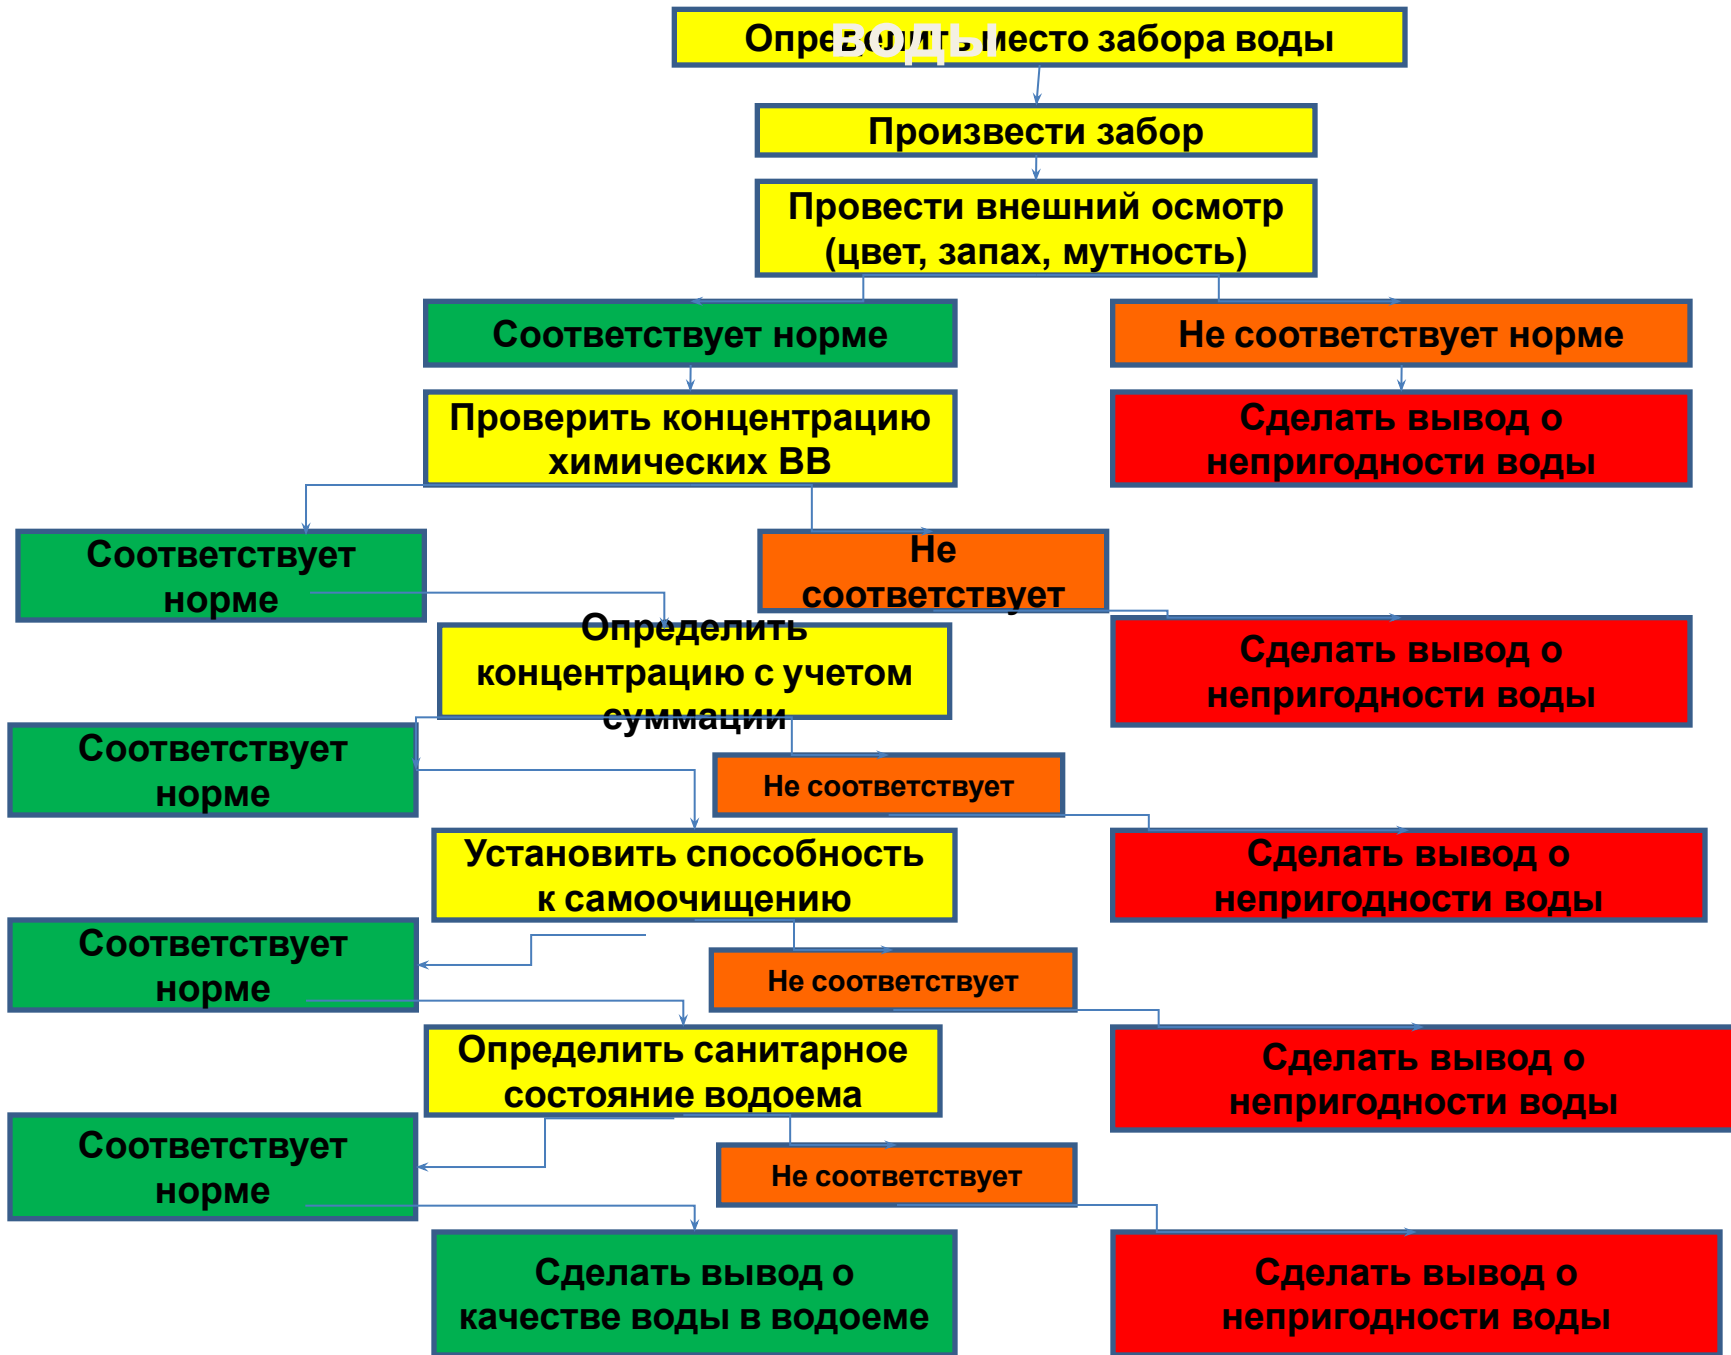 воды
Определить место забора воды
Произвести забор
Провести внешний осмотр
(цвет, запах, мутность)
Соответствует норме
Не соответствует норме
Проверить концентрацию
химических ВВ
Сделать вывод о
непригодности воды
Соответствует
норме
Не
соответствует
Определить
концентрацию с учетом
суммации
Сделать вывод о
непригодности воды
Соответствует
норме
Не соответствует
Установить способность
к самоочищению
Сделать вывод о
непригодности воды
Соответствует
норме
Не соответствует
Определить санитарное
состояние водоема
Сделать вывод о
непригодности воды
Соответствует
норме
Не соответствует
Сделать вывод о
качестве воды в водоеме
Сделать вывод о
непригодности воды